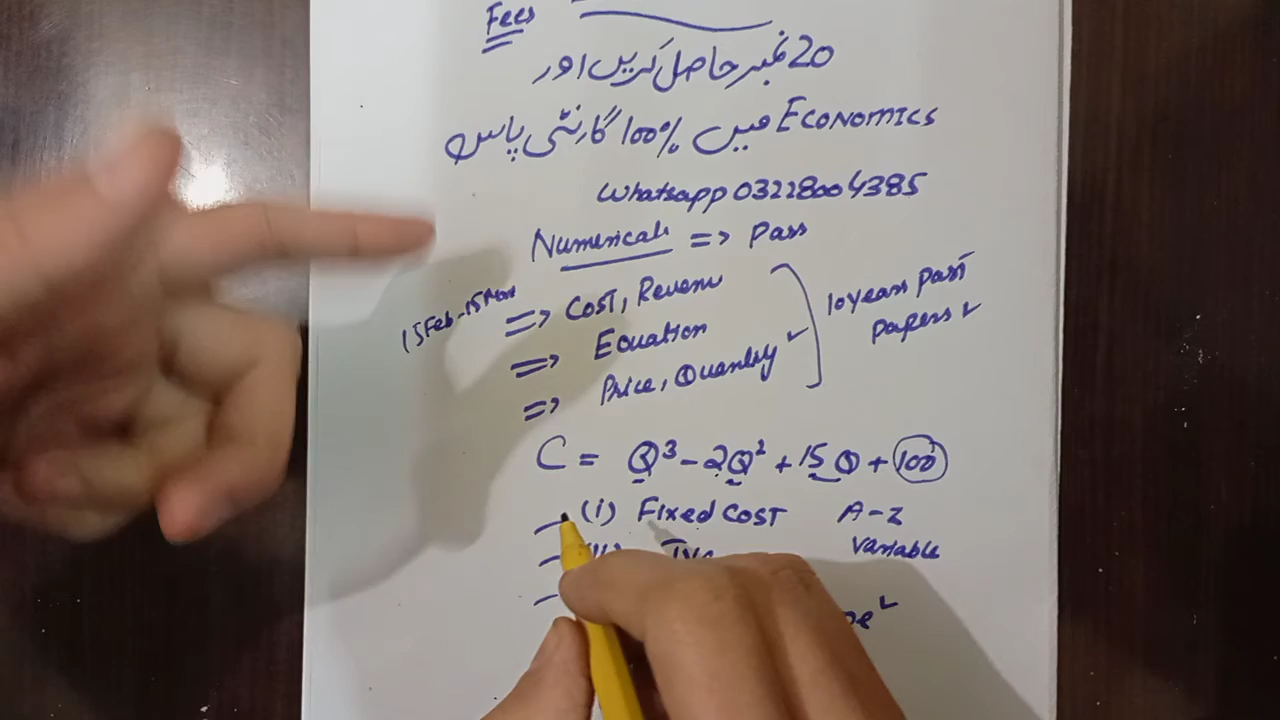 Fees
20 نمبر حاصل کریں اور
Economics میں 100% گارنٹی پاس
Whatsapp 03228004385
Numericals => Pass
15 Feb - 15 Mar
=> Cost, Revenu
=> Equation
=> Price, Quantity ✓
10 years past
papers ✓
C = Q³ - 2Q² + 15Q + 100
(i) Fixed Cost A-Z
variable